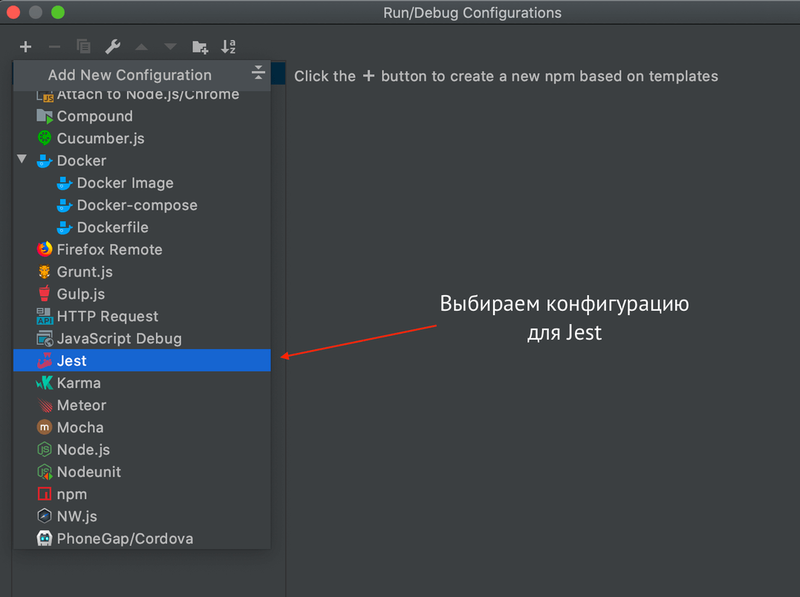 Run/Debug Configurations
Add New Configuration
Click the + button to create a new npm based on templates
Attach to Node.js/Chrome
Compound
Cucumber.js
Docker
Docker Image
Docker-compose
Dockerfile
Firefox Remote
Grunt.js
Gulp.js
HTTP Request
JavaScript Debug
Jest
Karma
Meteor
Mocha
Node.js
Nodeunit
npm
NW.js
PhoneGap/Cordova
Выбираем конфигурацию
для Jest